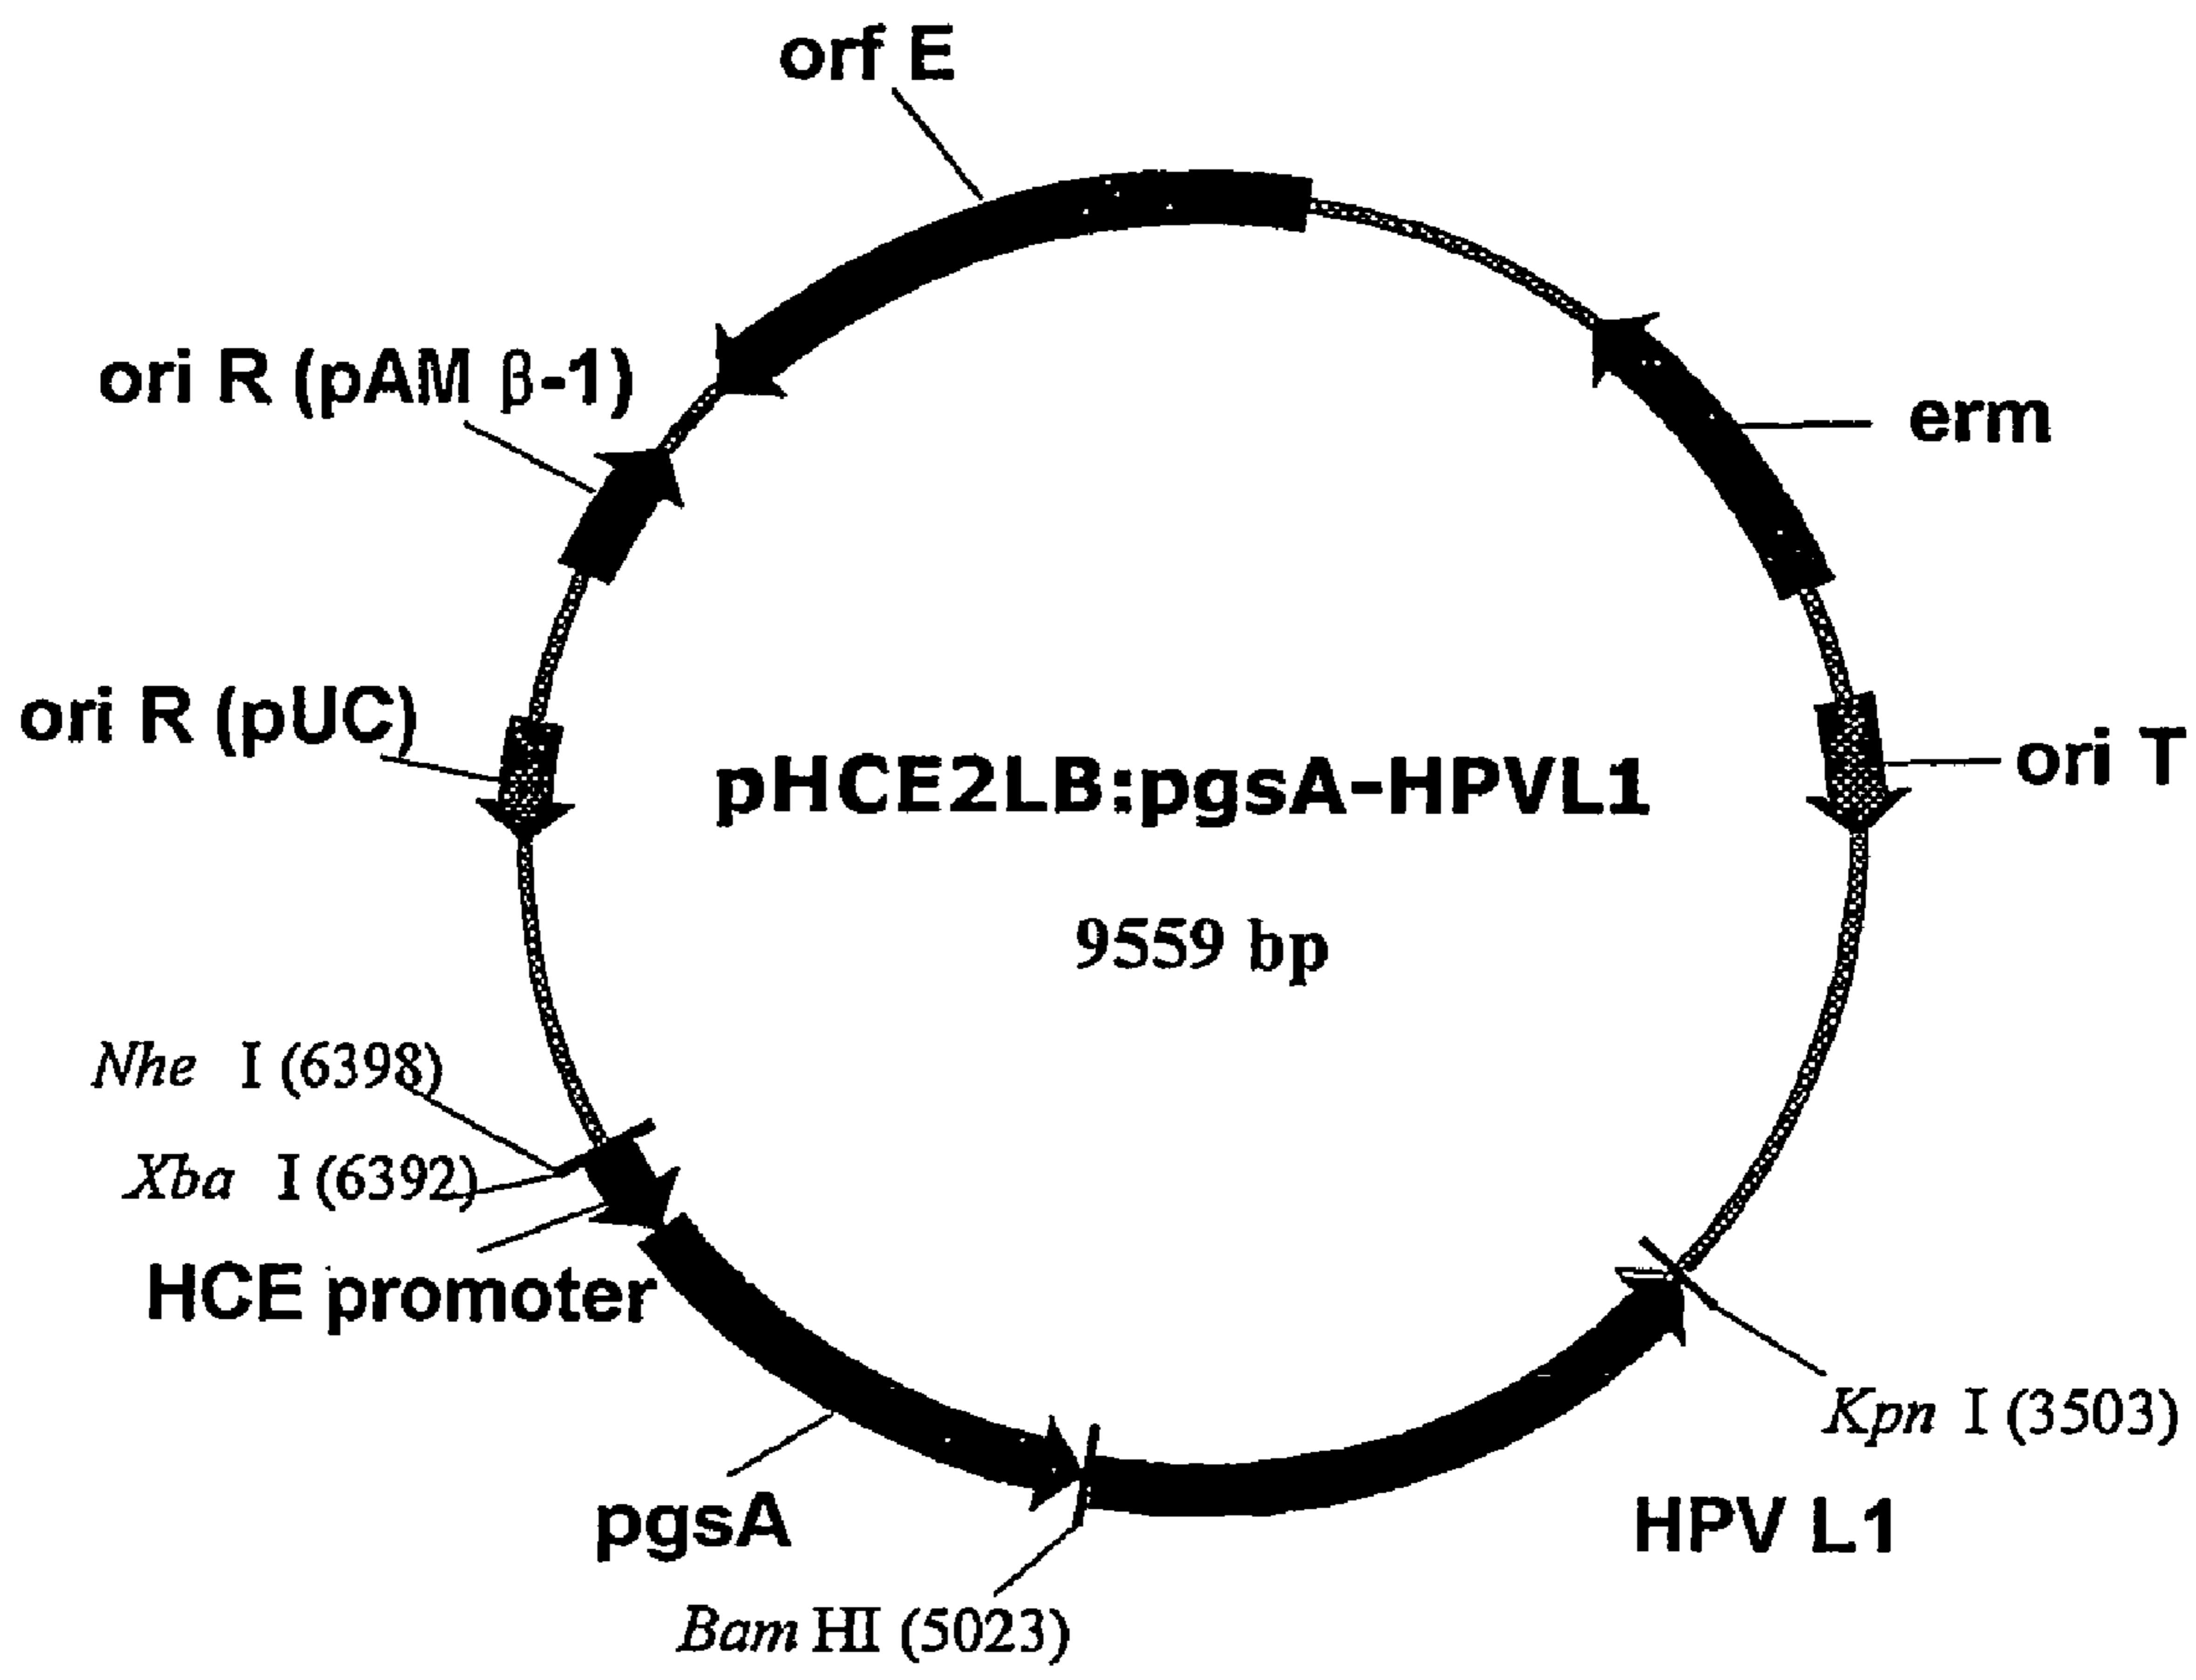 orf E
ori R (pAM β-1)
erm
ori R (pUC)
pHCE2LB:pgsA-HPVL1
ori T
9559 bp
Nhe I (6398)
Xba I (6392)
HCE promoter
Kpn I (3503)
pgsA
HPV L1
Bam HI (5023)